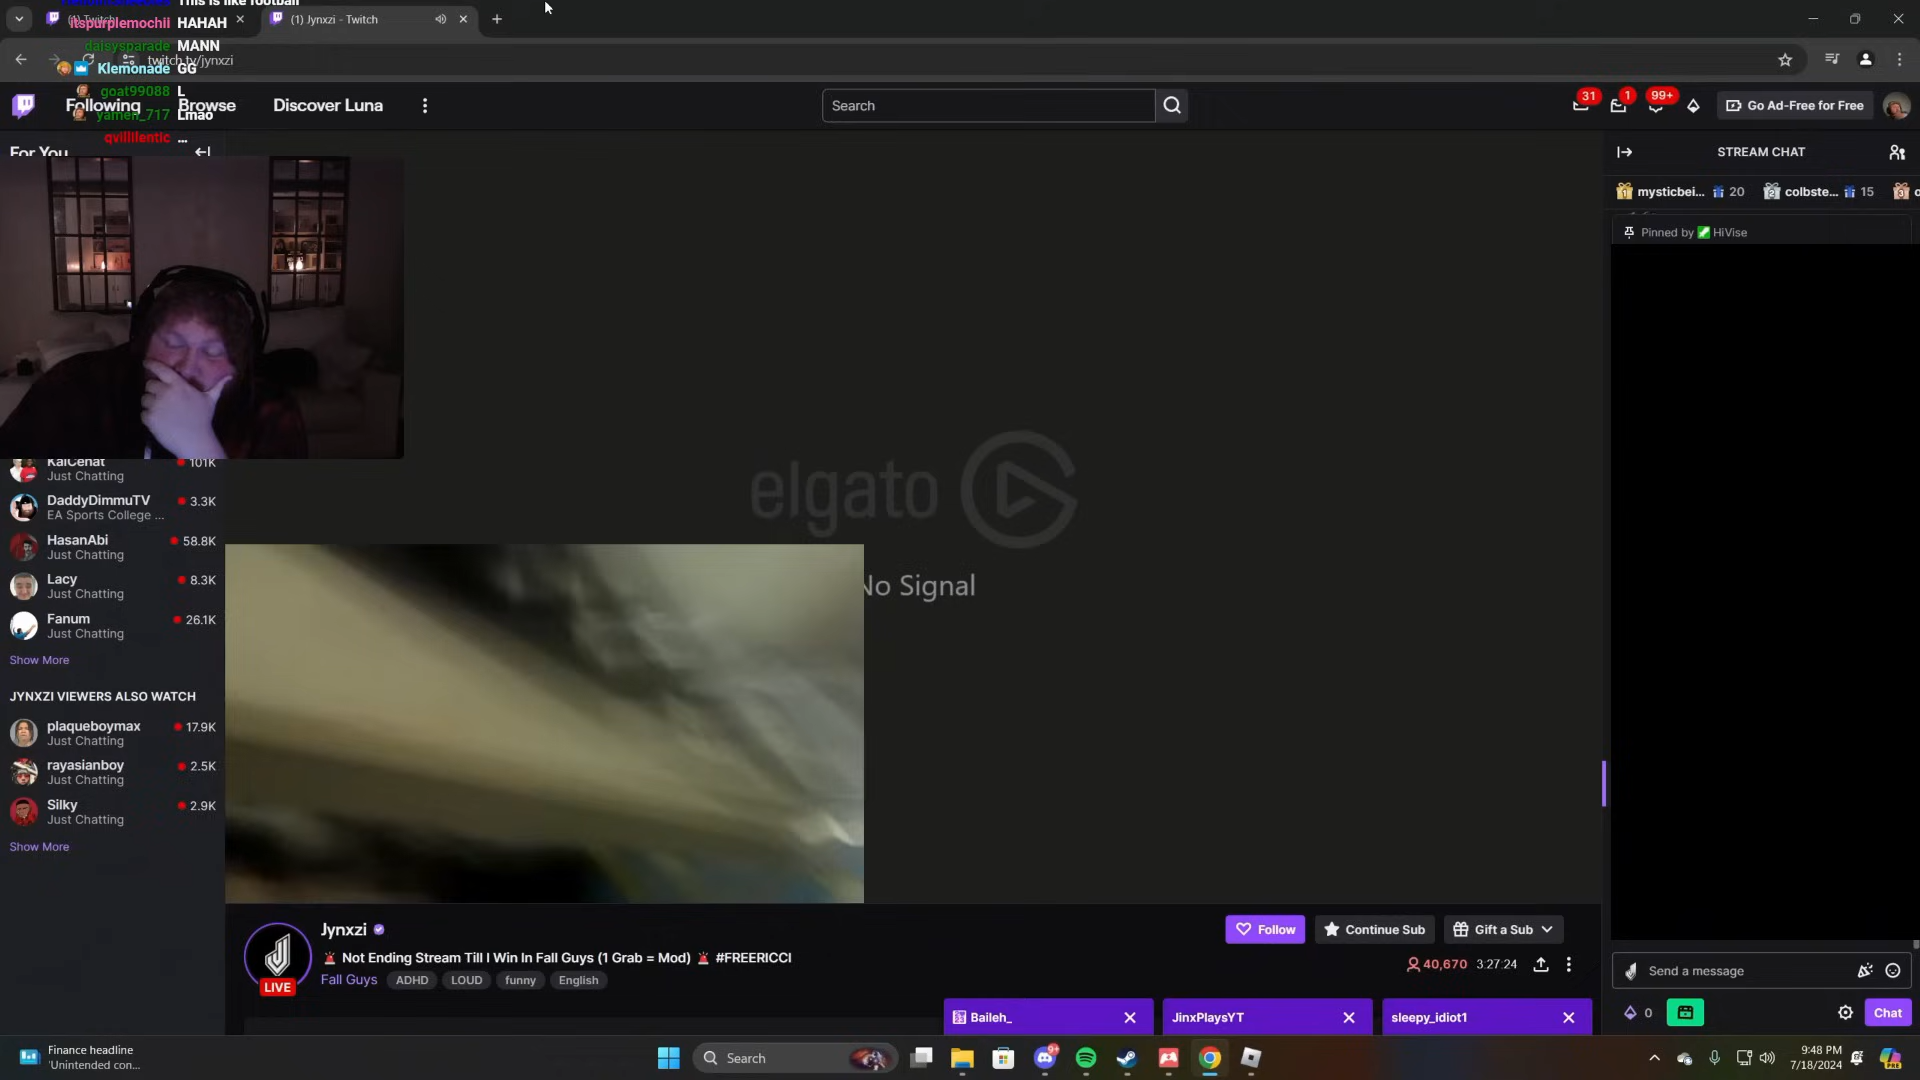 This is like football
itspurplemochii HAHAH
daisysparade MANN
Klemonade GG
goat99088 L
yamen_717 Lmao
qvillilentic ...
(1) Jynxzi - Twitch
twitch.tv/jynxzi
Following
Browse
Discover Luna
Search
31
1
99+
Go Ad-Free for Free
For You
STREAM CHAT
mysticbei... 20
colbste... 15
Pinned by HiVise
KaiCenat 101K
Just Chatting
DaddyDimmuTV 3.3K
EA Sports College ...
HasanAbi 58.8K
Just Chatting
Lacy 8.3K
Just Chatting
Fanum 26.1K
Just Chatting
Show More
JYNXZI VIEWERS ALSO WATCH
plaqueboymax 17.9K
Just Chatting
rayasianboy 2.5K
Just Chatting
Silky 2.9K
Just Chatting
Show More
elgato
No Signal
Jynxzi
LIVE
Not Ending Stream Till I Win In Fall Guys (1 Grab = Mod) #FREERICCI
Fall Guys ADHD LOUD funny English
Follow
Continue Sub
Gift a Sub
40,670 3:27:24
Baileh_
JinxPlaysYT
sleepy_idiot1
Send a message
0
Chat
Finance headline
'Unintended con...
Search
9+
9:48 PM
7/18/2024
PRE